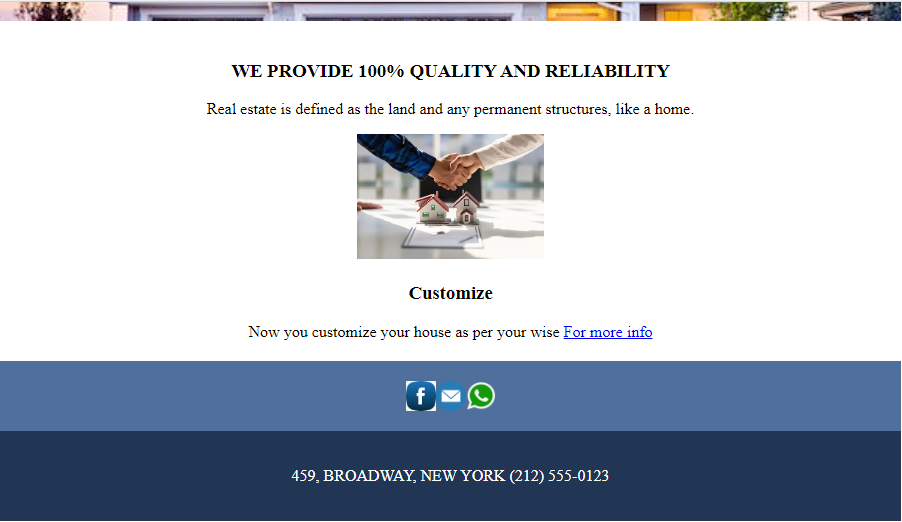 WE PROVIDE 100% QUALITY AND RELIABILITY
Real estate is defined as the land and any permanent structures, like a home.
Customize
Now you customize your house as per your wise For more info
f
459, BROADWAY, NEW YORK (212) 555-0123